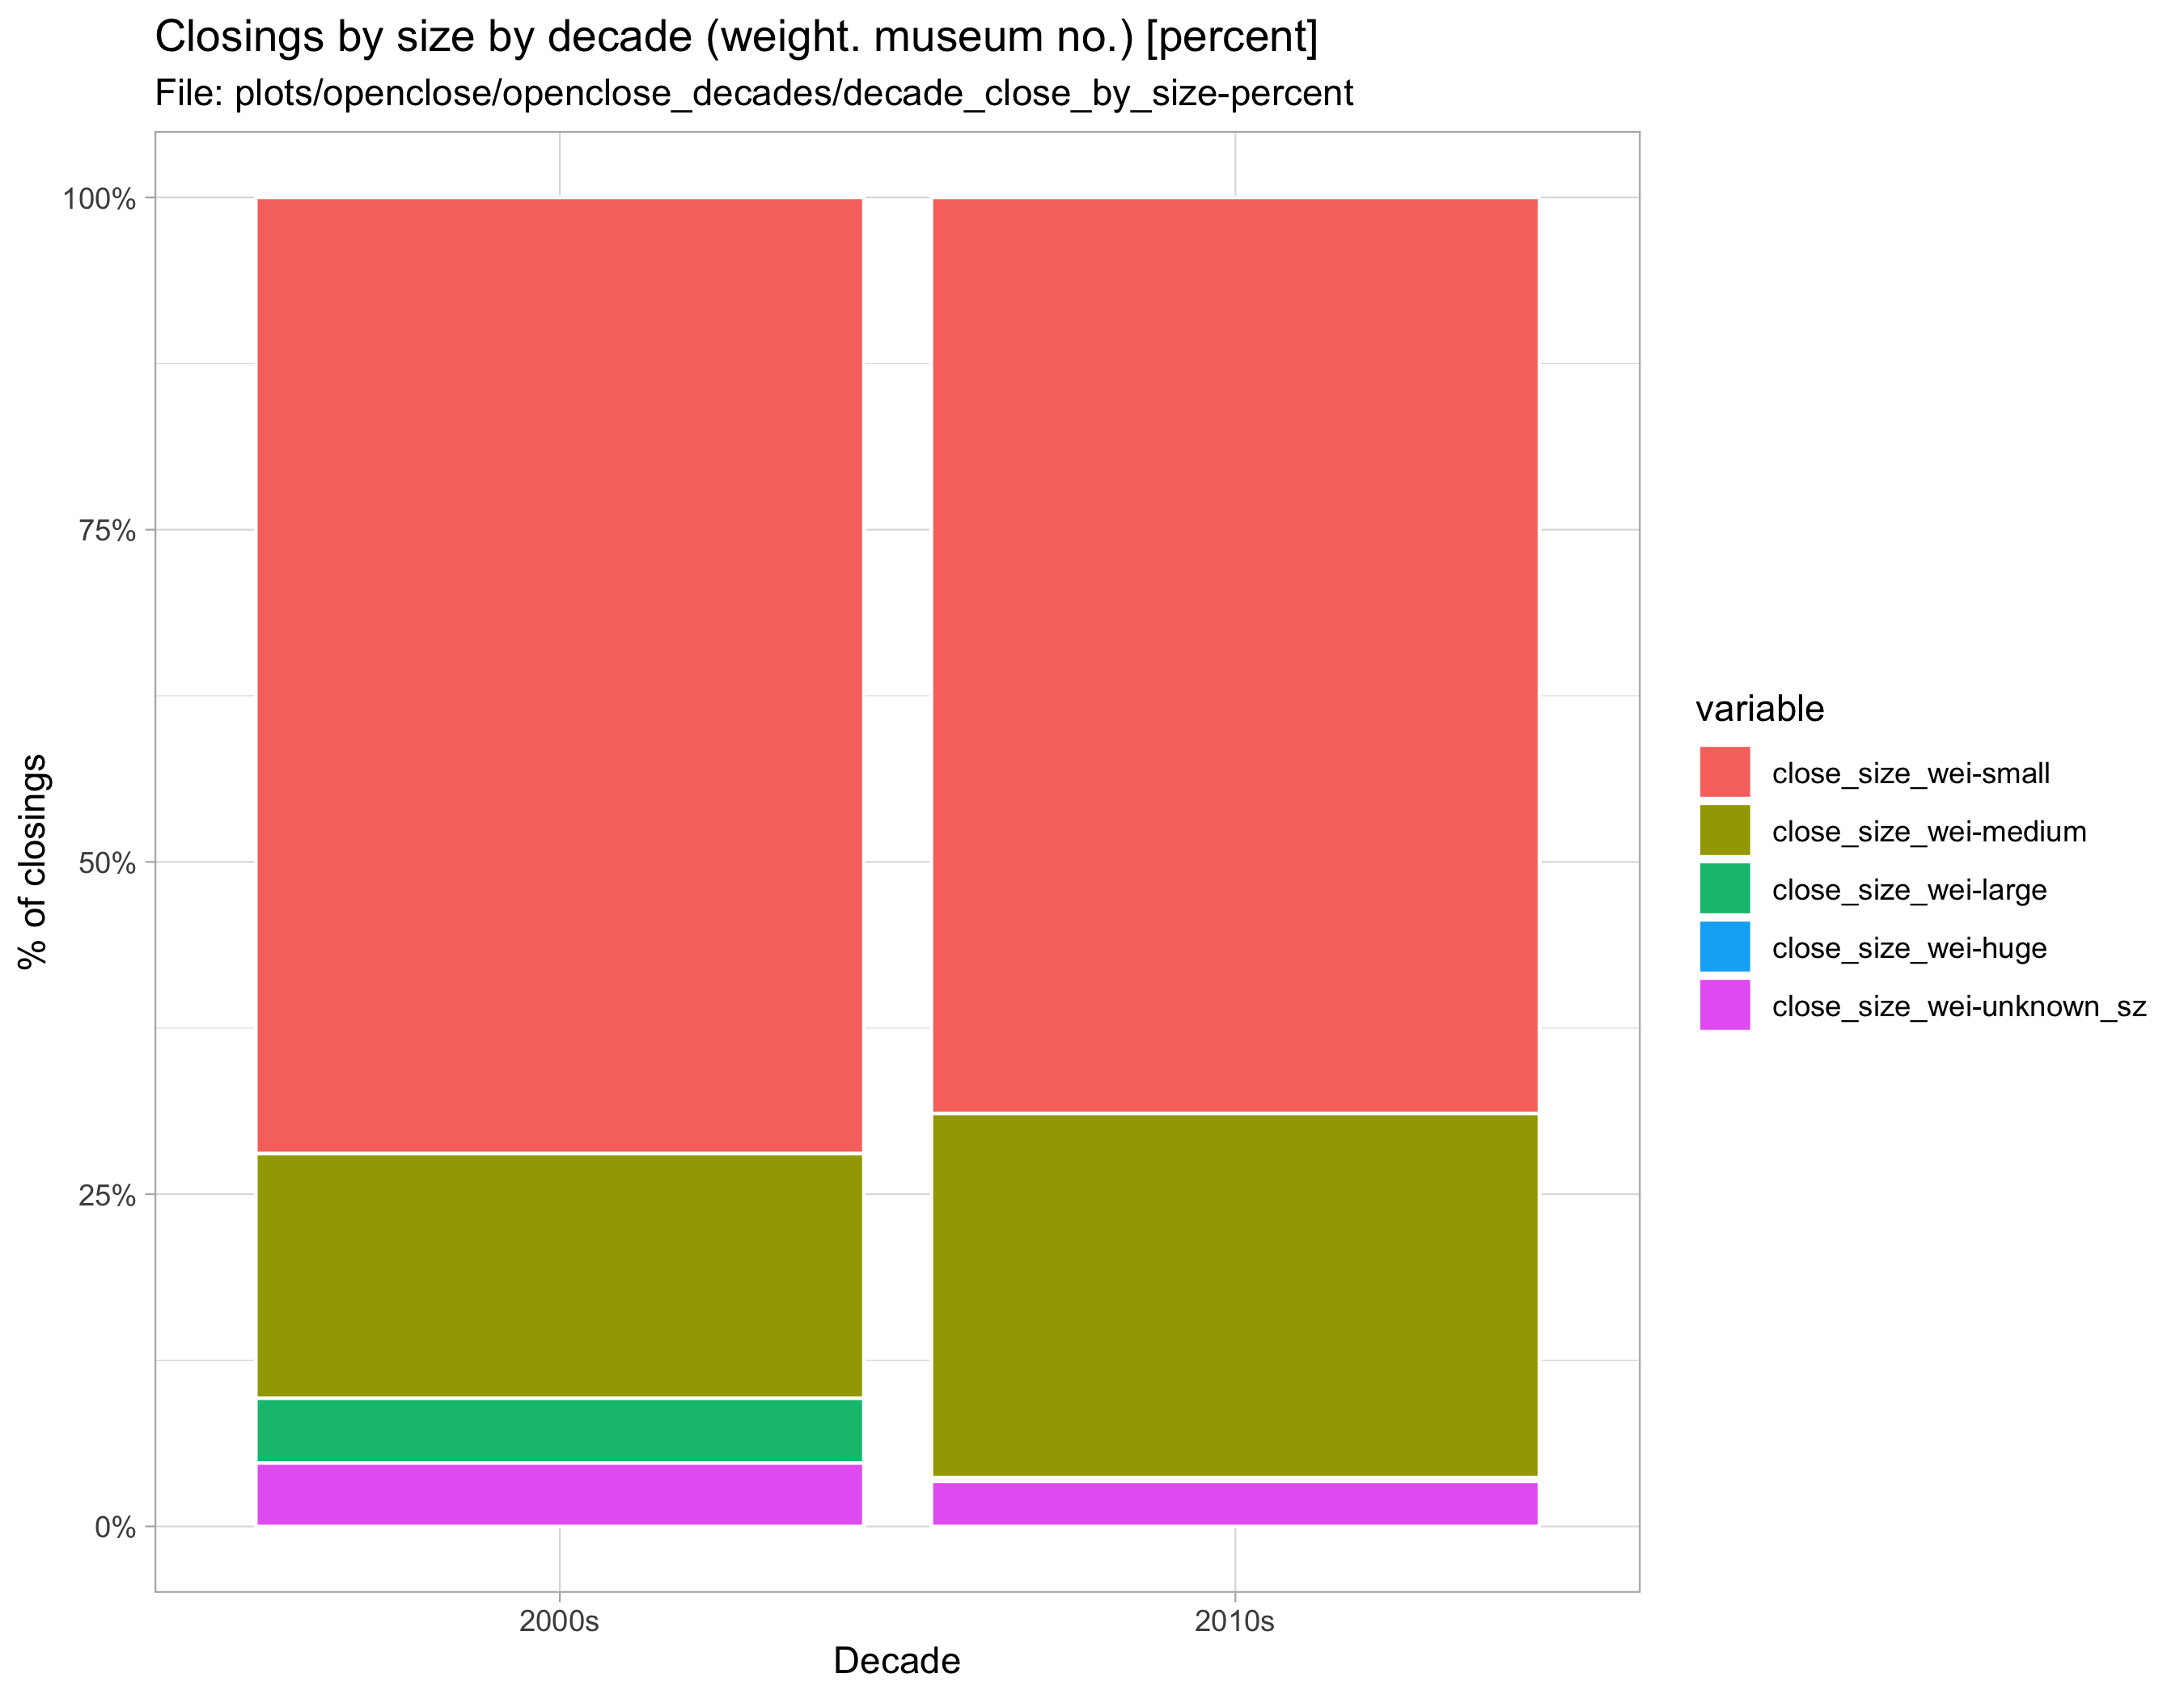 Closings by size by decade (weight. museum no.) [percent]
File: plots/openclose/openclose_decades/decade_close_by_size-percent
% of closings
100%
75%
50%
25%
0%
2000s
2010s
Decade
variable
close_size_wei-small
close_size_wei-medium
close_size_wei-large
close_size_wei-huge
close_size_wei-unknown_sz